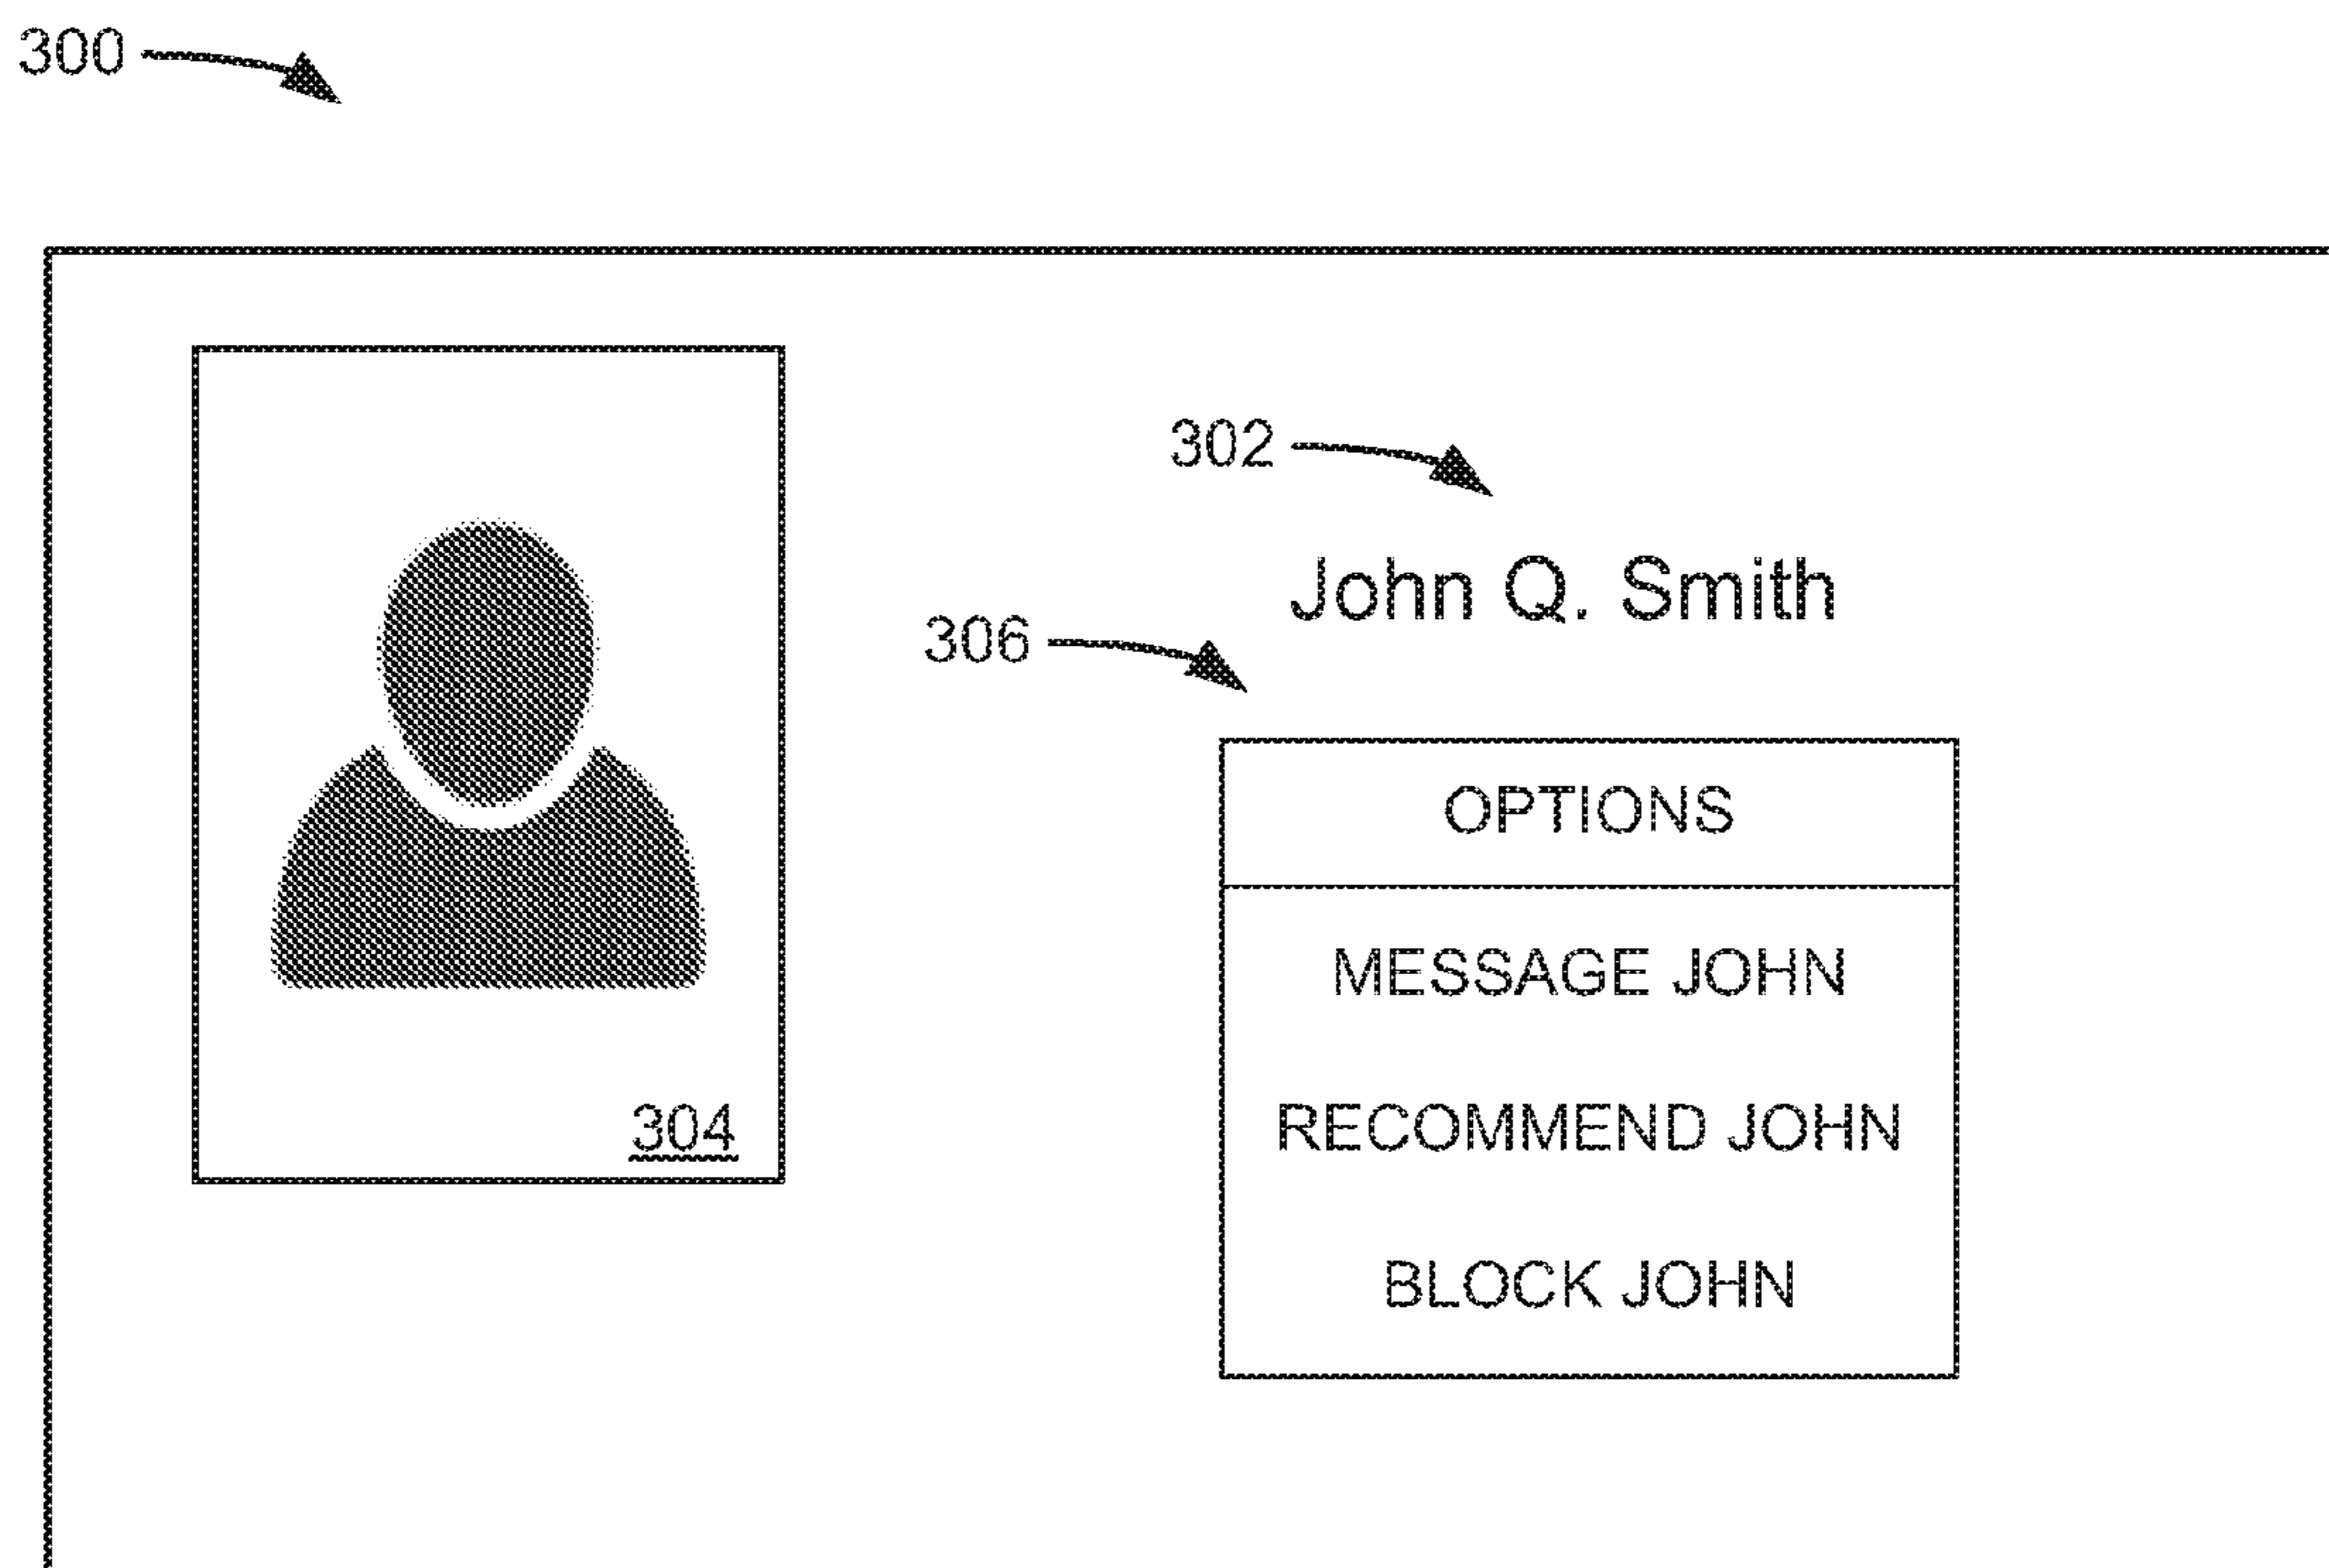 300
302
John Q. Smith
306
OPTIONS
MESSAGE JOHN
RECOMMEND JOHN
304
BLOCK JOHN